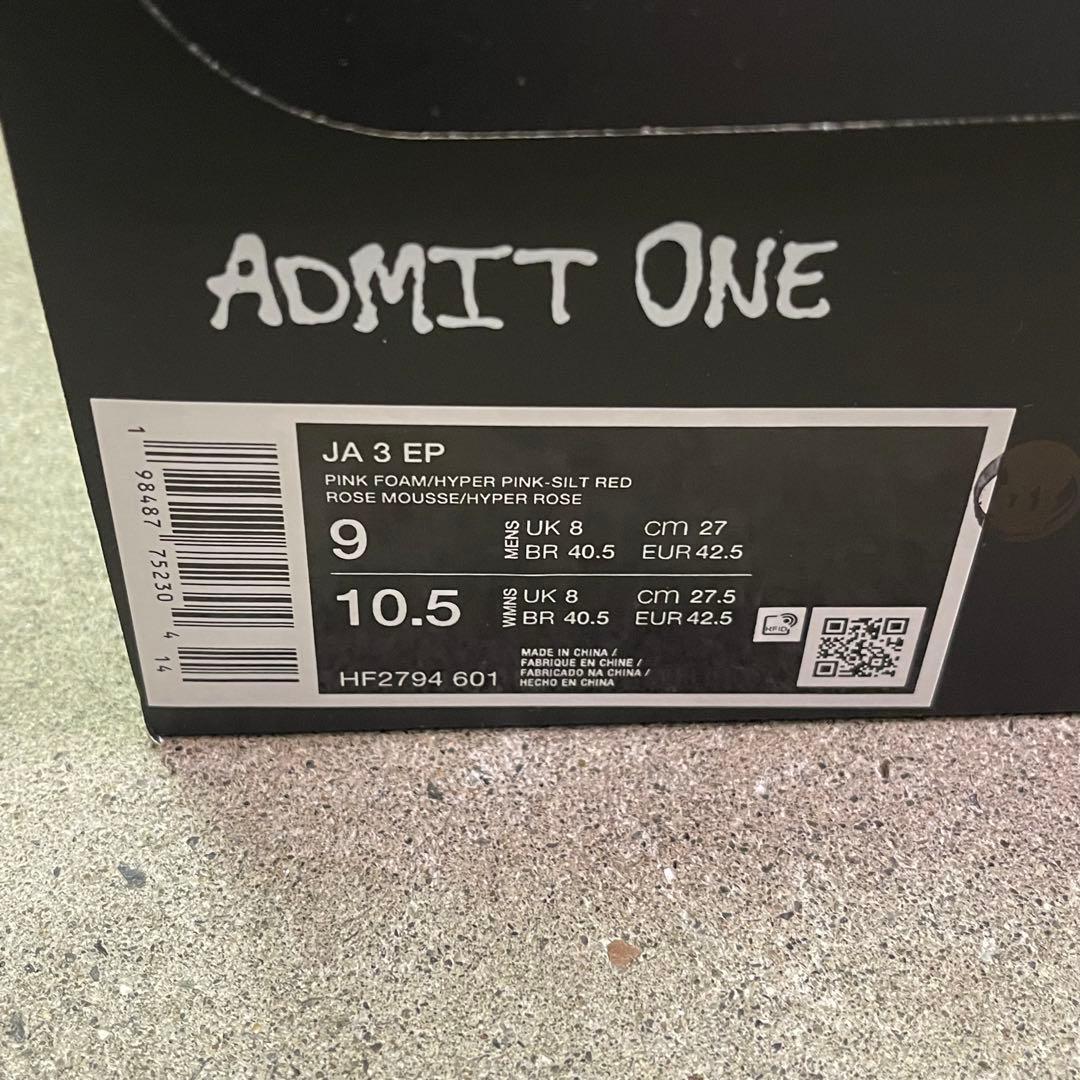 ADMIT ONE
JA 3 EP
PINK FOAM/HYPER PINK-SILT RED
ROSE MOUSSE/HYPER ROSE
9 MENS UK 8 cm 27
BR 40.5 EUR 42.5
10.5 WMNS UK 8 cm 27.5
BR 40.5 EUR 42.5
RFID
HF2794 601
MADE IN CHINA /
FABRIQUE EN CHINE /
FABRICADO NA CHINA /
HECHO EN CHINA
1 98487 75230 4 14